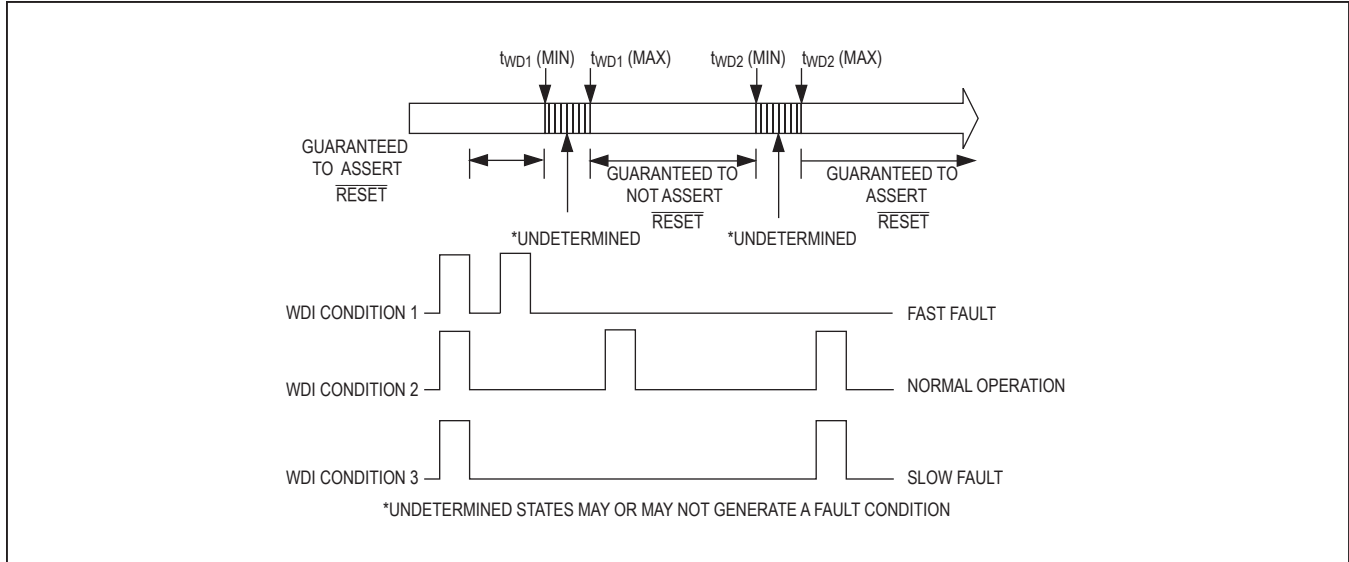 tWD1 (MIN) tWD1 (MAX) tWD2 (MIN) tWD2 (MAX)
GUARANTEED
TO ASSERT
RESET
GUARANTEED TO
NOT ASSERT
RESET
GUARANTEED TO
ASSERT
RESET
*UNDETERMINED *UNDETERMINED
WDI CONDITION 1 FAST FAULT
WDI CONDITION 2 NORMAL OPERATION
WDI CONDITION 3 SLOW FAULT
*UNDETERMINED STATES MAY OR MAY NOT GENERATE A FAULT CONDITION